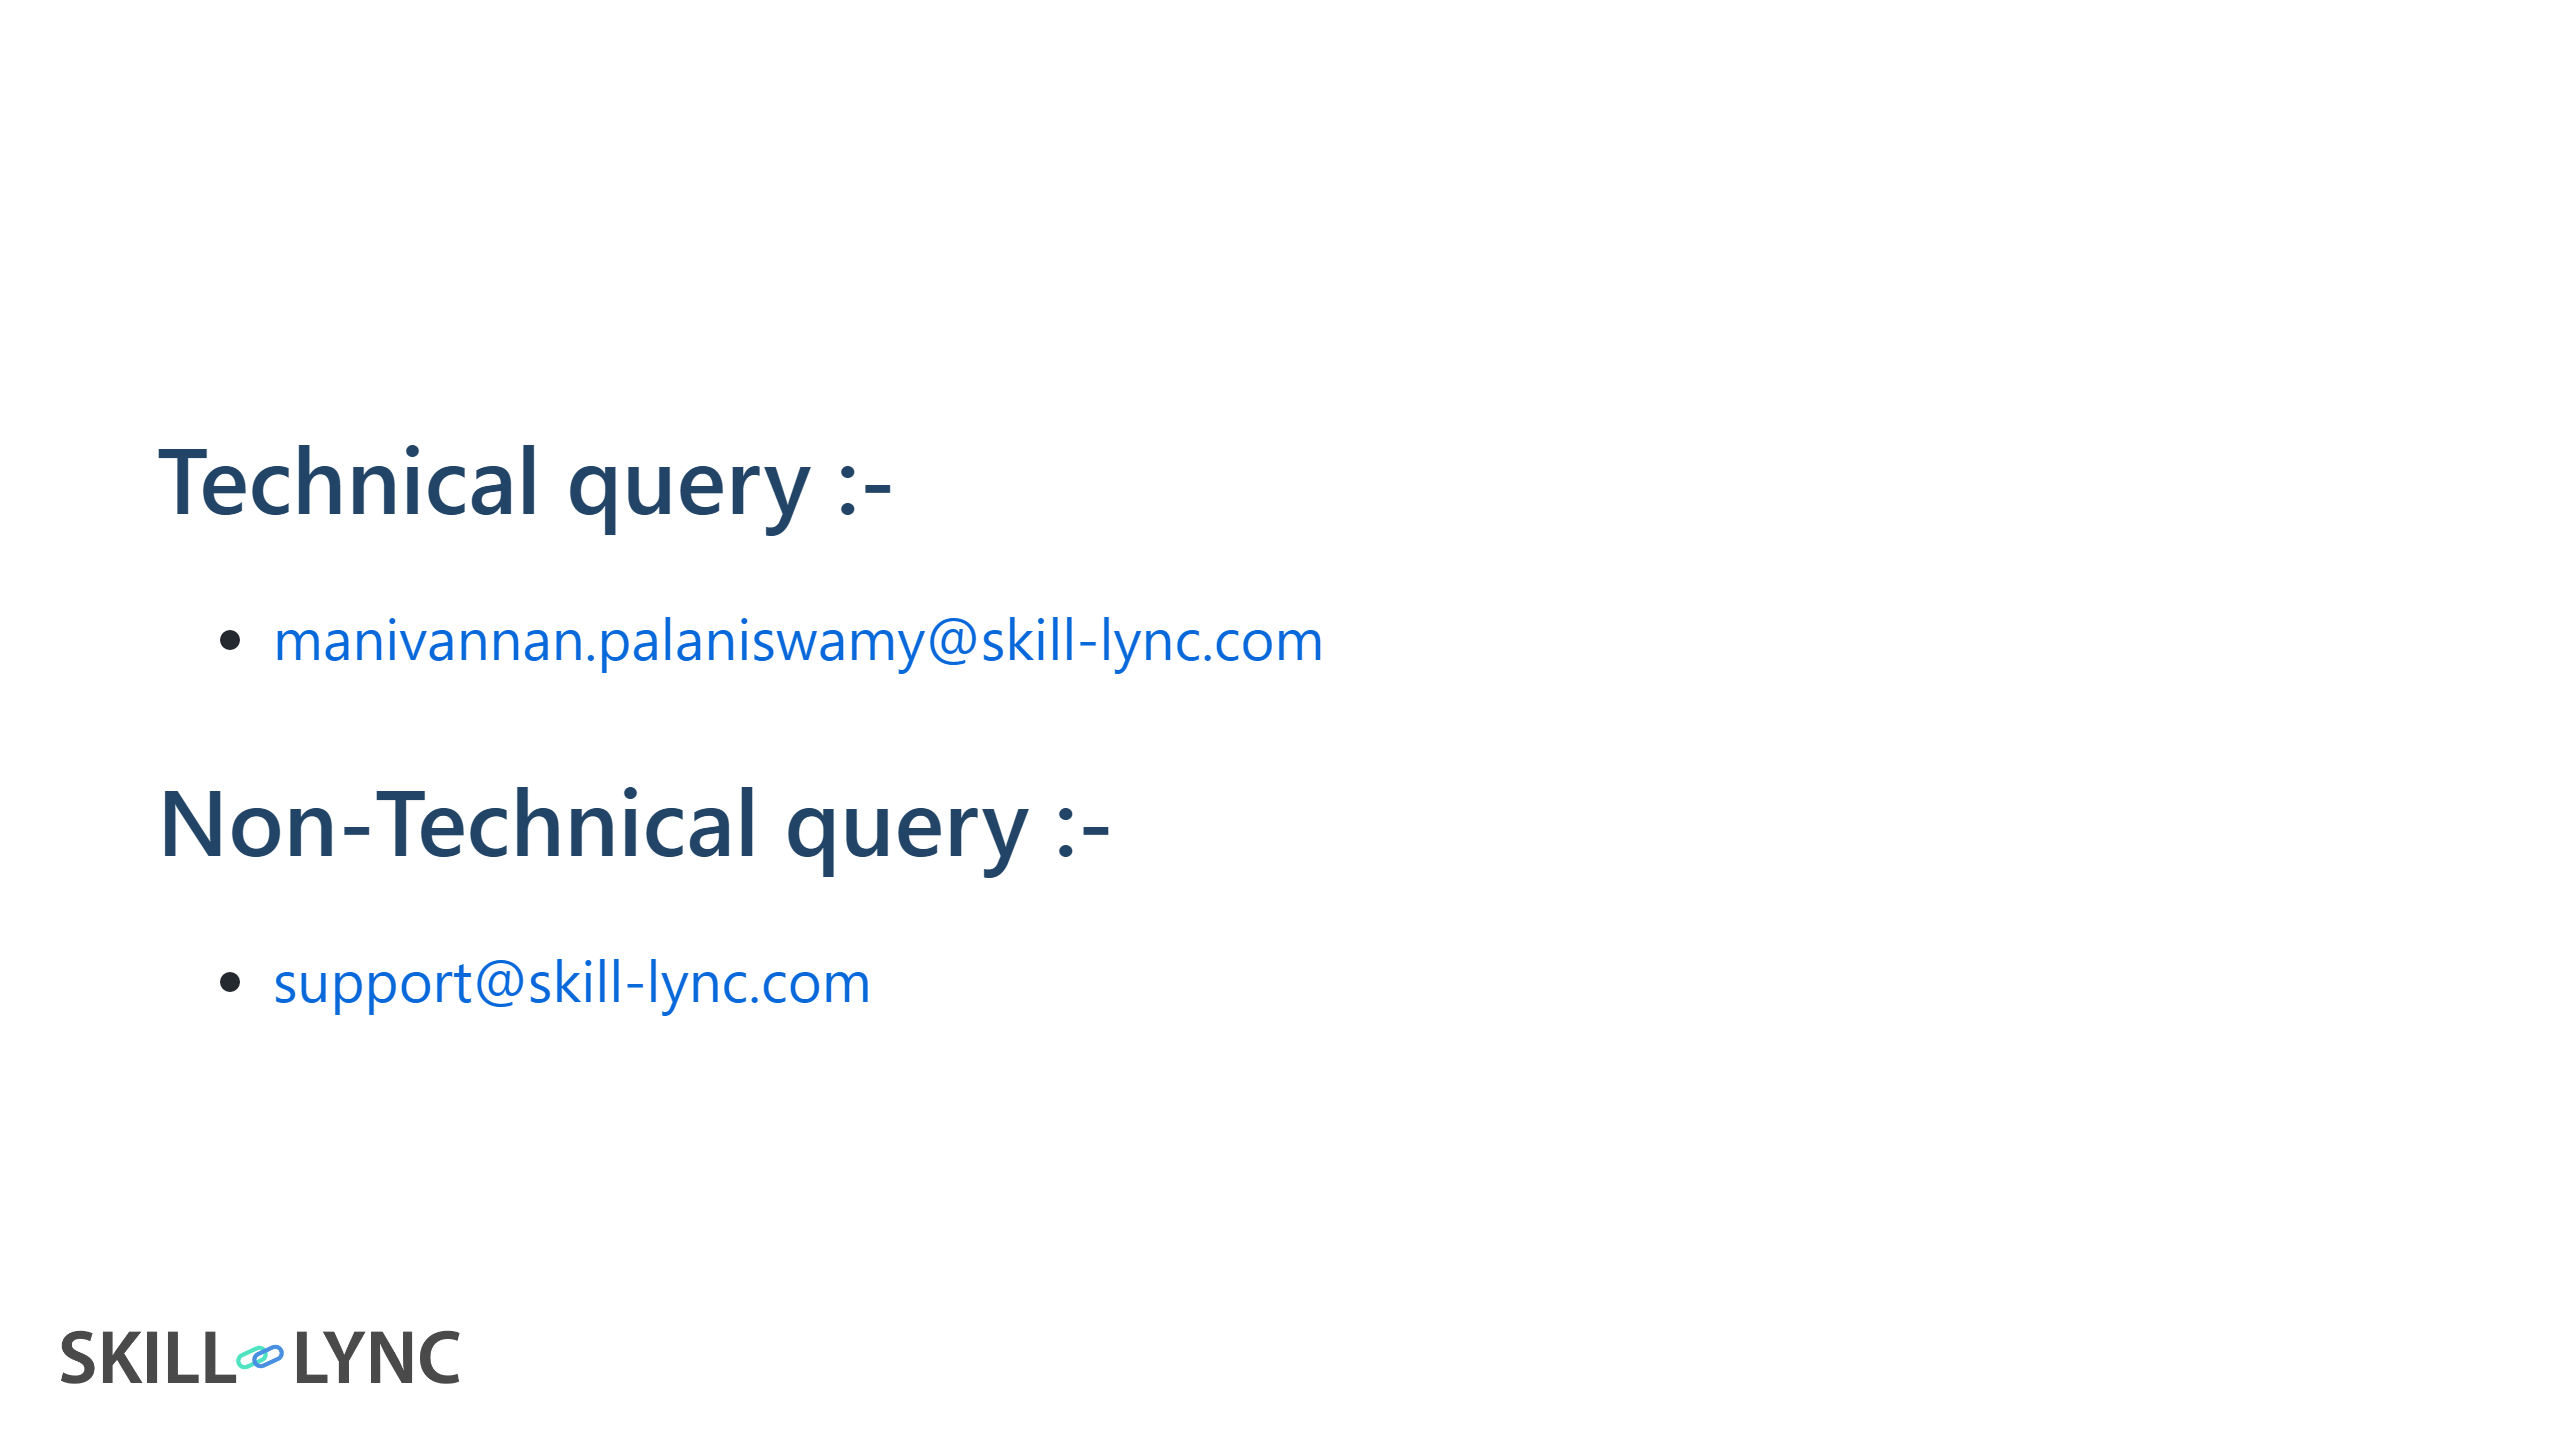 Technical query :-
• manivannan.palaniswamy@skill-lync.com
Non-Technical query :-
• support@skill-lync.com
SKILL LYNC